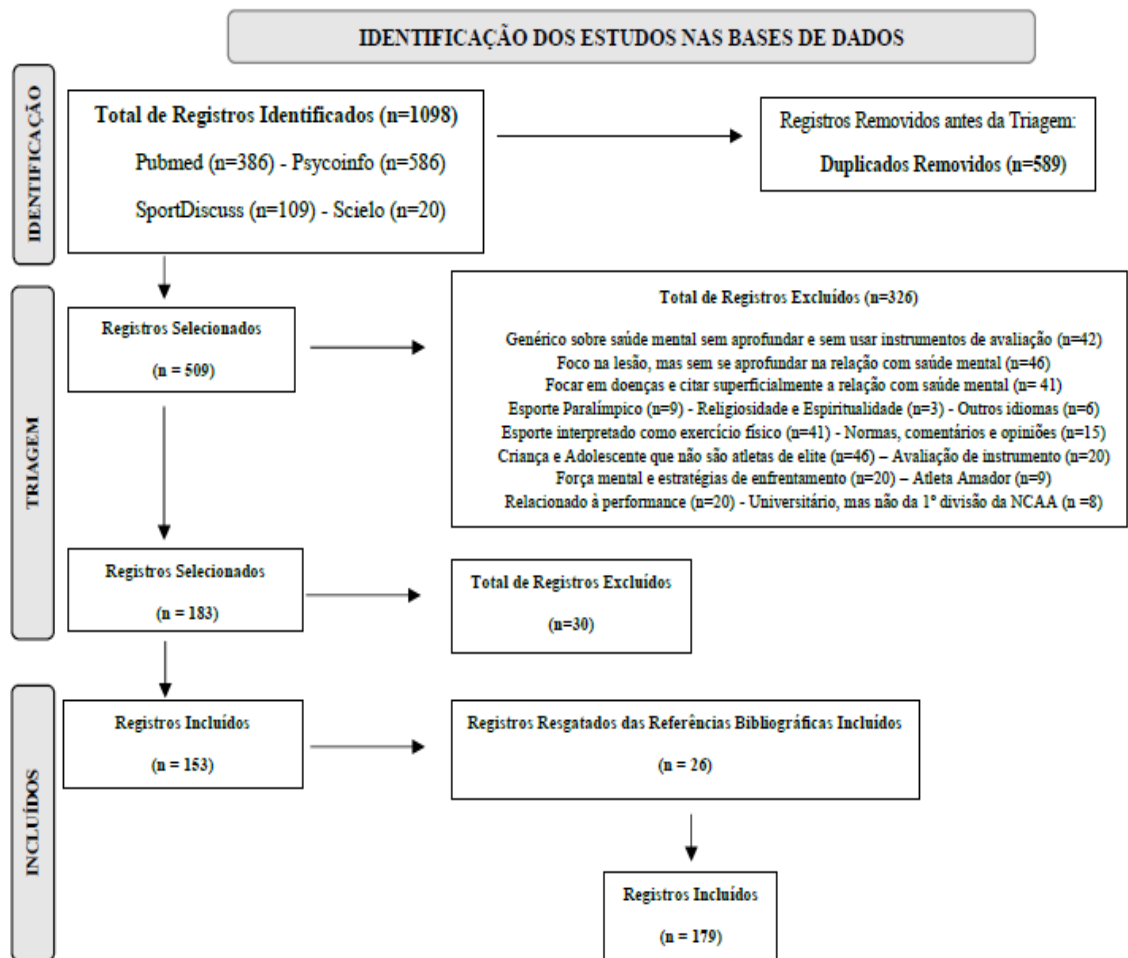 IDENTIFICAÇÃO DOS ESTUDOS NAS BASES DE DADOS
IDENTIFICAÇÃO
Total de Registros Identificados (n=1098)
Pubmed (n=386) - Psycoinfo (n=586)
SportDiscuss (n=109) - Scielo (n=20)
Registros Removidos antes da Triagem:
Duplicados Removidos (n=589)
TRIAGEM
Registros Selecionados
(n = 509)
Total de Registros Excluídos (n=326)
Genérico sobre saúde mental sem aprofundar e sem usar instrumentos de avaliação (n=42)
Foco na lesão, mas sem se aprofundar na relação com saúde mental (n=46)
Focar em doenças e citar superficialmente a relação com saúde mental (n= 41)
Esporte Paralímpico (n=9) - Religiosidade e Espiritualidade (n=3) - Outros idiomas (n=6)
Esporte interpretado como exercício físico (n=41) - Normas, comentários e opiniões (n=15)
Criança e Adolescente que não são atletas de elite (n=46) – Avaliação de instrumento (n=20)
Força mental e estratégias de enfrentamento (n=20) – Atleta Amador (n=9)
Relacionado à performance (n=20) - Universitário, mas não da 1º divisão da NCAA (n =8)
Registros Selecionados
(n = 183)
Total de Registros Excluídos
(n=30)
INCLUÍDOS
Registros Incluídos
(n = 153)
Registros Resgatados das Referências Bibliográficas Incluídos
(n = 26)
Registros Incluídos
(n = 179)